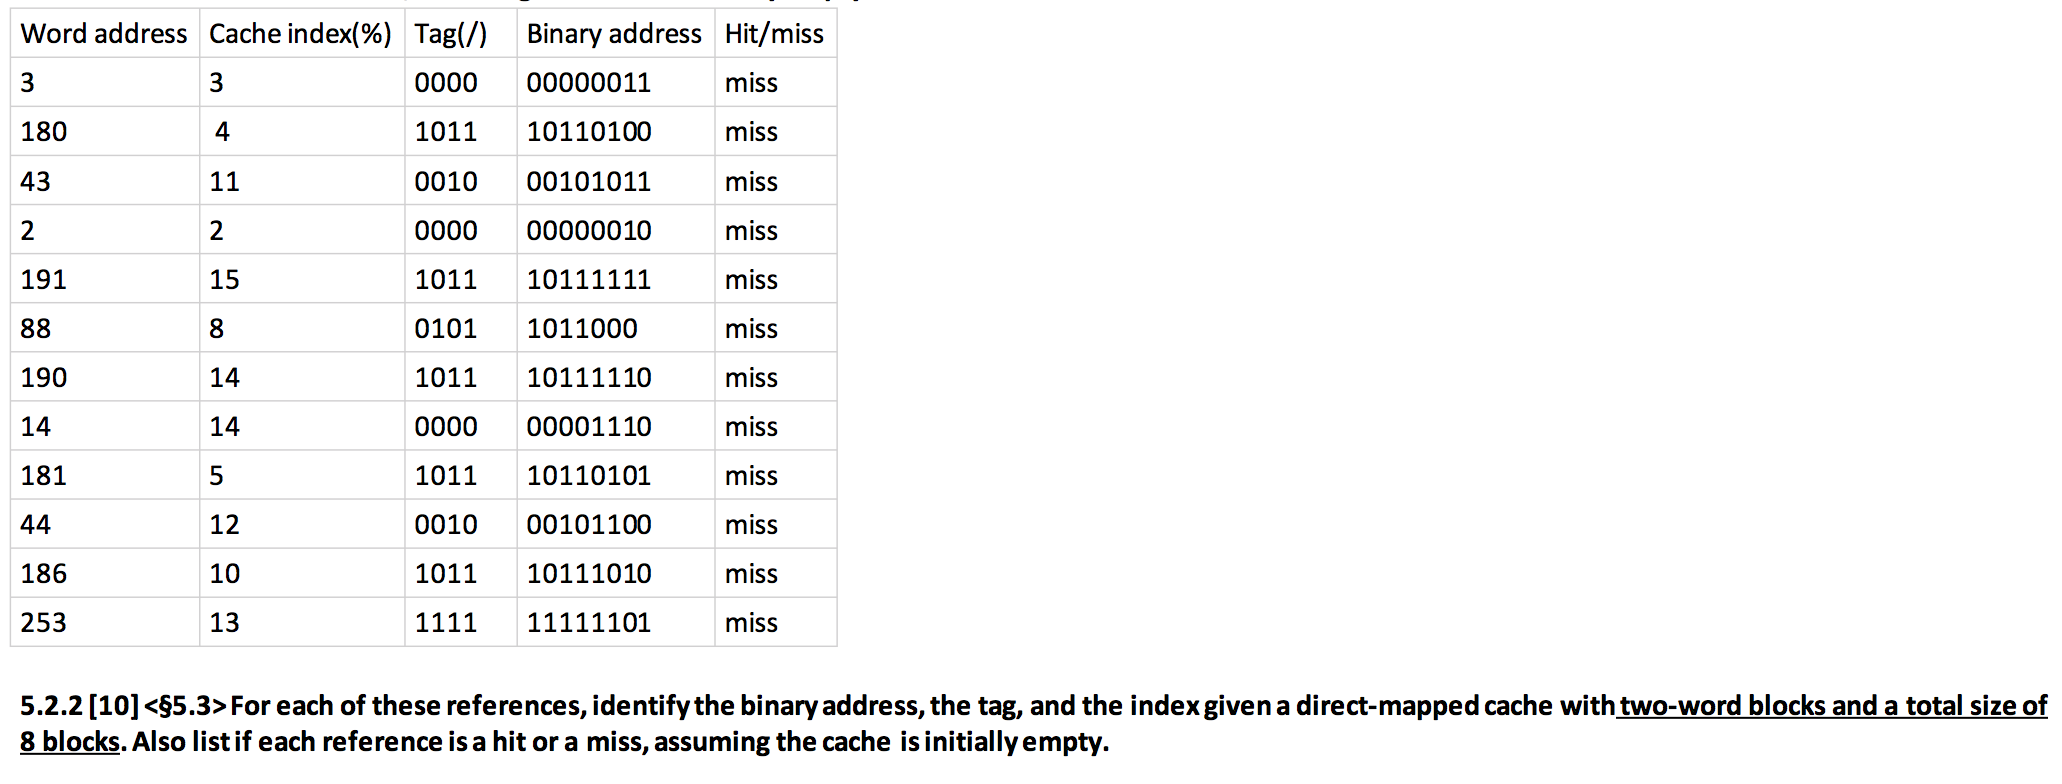 Word address Cache index(%) Tag(/) Binary address Hit/miss
3 3 0000 00000011 miss
180 4 1011 10110100 miss
43 11 0010 00101011 miss
2 2 0000 00000010 miss
191 15 1011 10111111 miss
88 8 0101 1011000 miss
190 14 1011 10111110 miss
14 14 0000 00001110 miss
181 5 1011 10110101 miss
44 12 0010 00101100 miss
186 10 1011 10111010 miss
253 13 1111 11111101 miss
5.2.2 [10] <§5.3> For each of these references, identify the binary address, the tag, and the index given a direct-mapped cache with two-word blocks and a total size of
8 blocks. Also list if each reference is a hit or a miss, assuming the cache is initially empty.